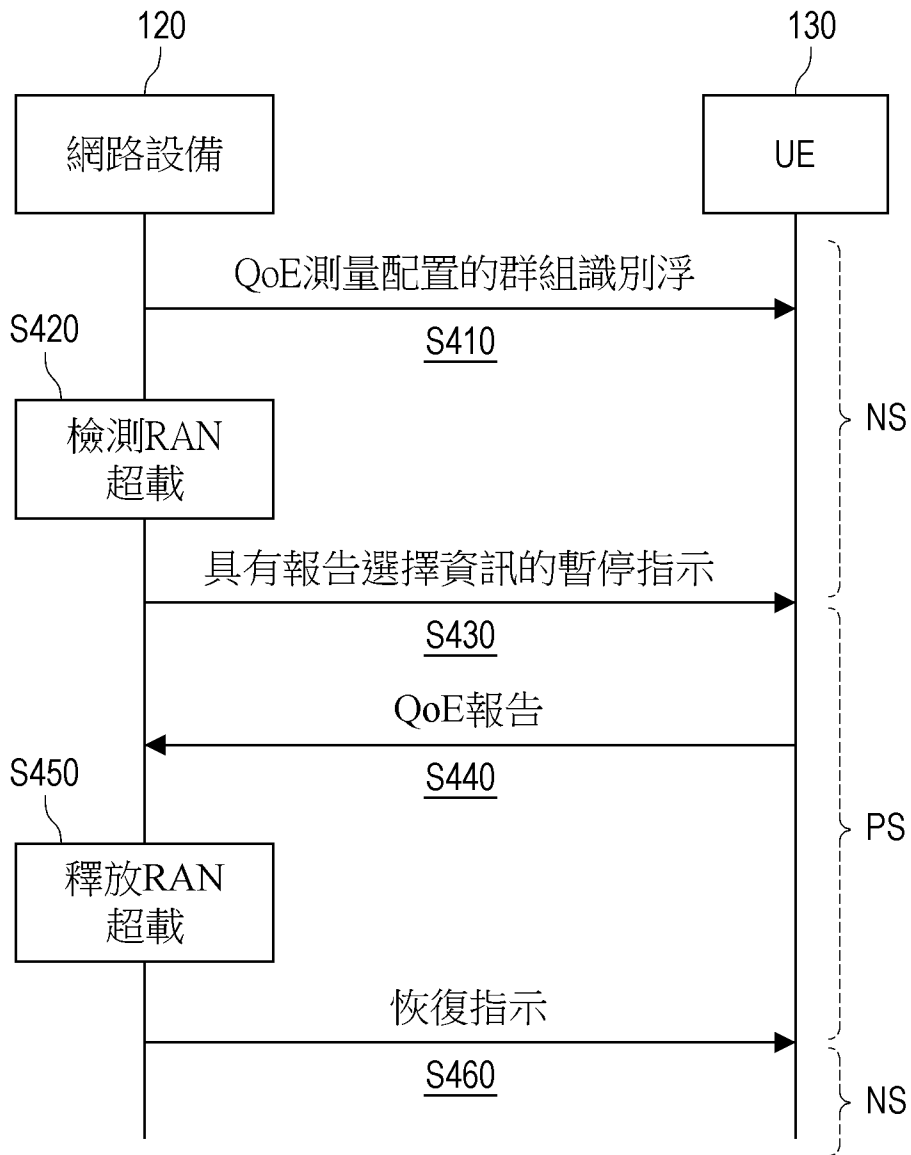 120
130
網路設備
UE
QoE測量配置的群組識別浮
S410
S420
檢測RAN
超載
NS
具有報告選擇資訊的暫停指示
S430
QoE報告
S440
S450
釋放RAN
超載
PS
恢復指示
S460
NS